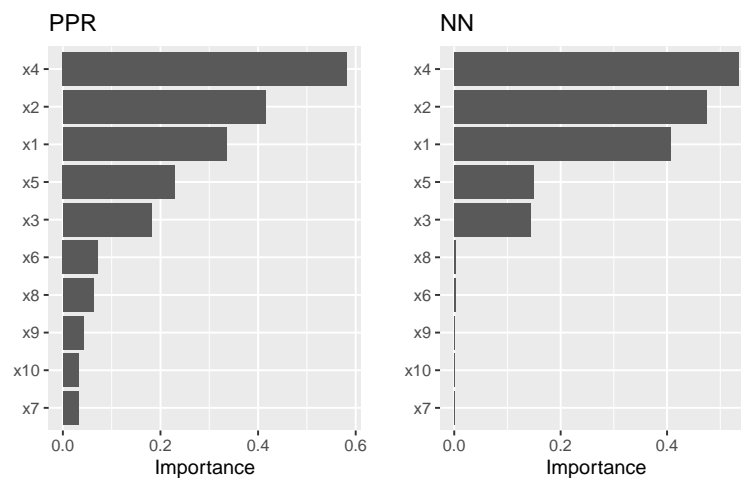 PPR
x4
x2
x1
x5
x3
x6
x8
x9
x10
x7
0.0 0.2 0.4 0.6
Importance
NN
x4
x2
x1
x5
x3
x8
x6
x9
x10
x7
0.0 0.2 0.4
Importance